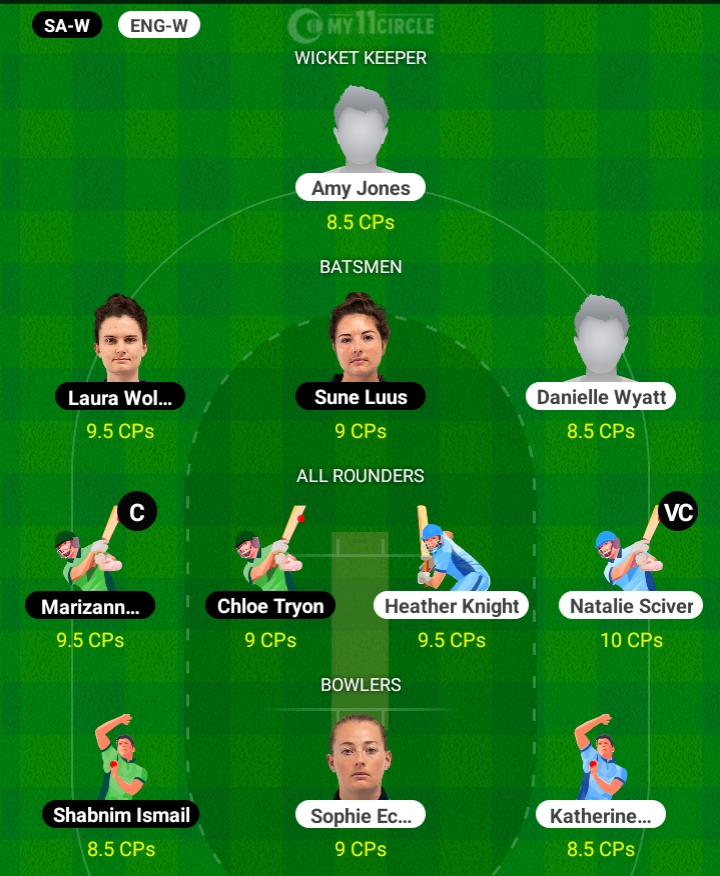 SA-W ENG-W MY11CIRCLE
WICKET KEEPER
Amy Jones
8.5 CPs
BATSMEN
Laura Wol... Sune Luus Danielle Wyatt
9.5 CPs 9 CPs 8.5 CPs
ALL ROUNDERS
C VC
Marizann... Chloe Tryon Heather Knight Natalie Sciver
9.5 CPs 9 CPs 9.5 CPs 10 CPs
BOWLERS
Shabnim Ismail Sophie Ec... Katherine...
8.5 CPs 9 CPs 8.5 CPs